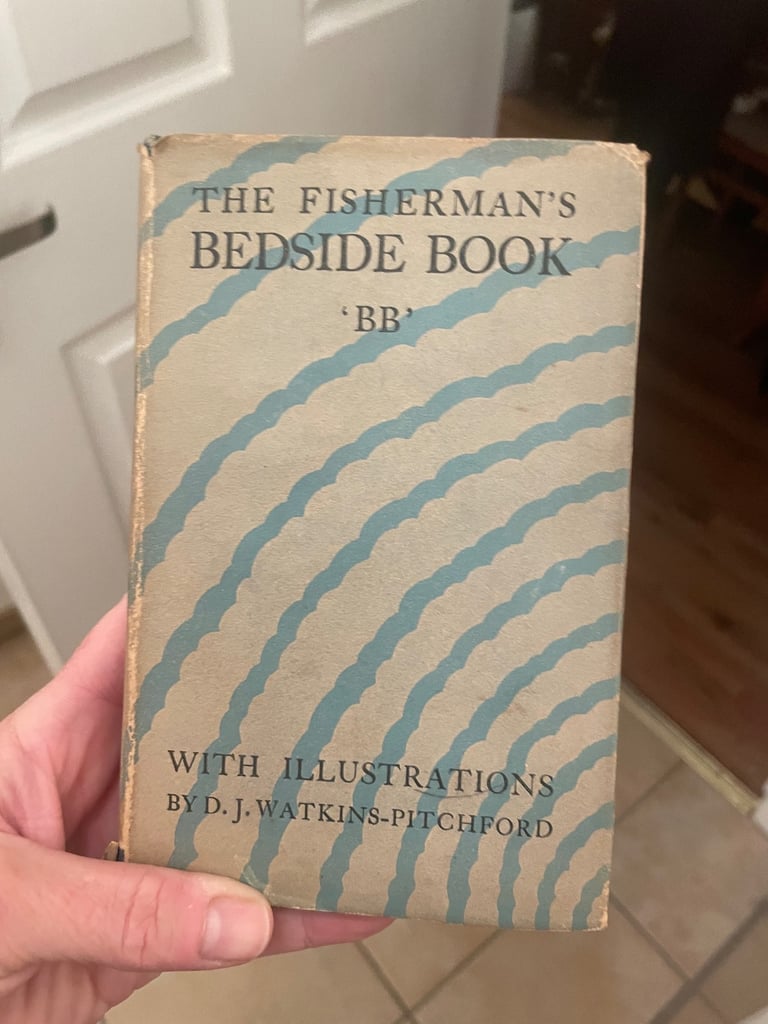 THE FISHERMAN'S
BEDSIDE BOOK
‘BB’
WITH ILLUSTRATIONS
BY D. J. WATKINS-PITCHFORD